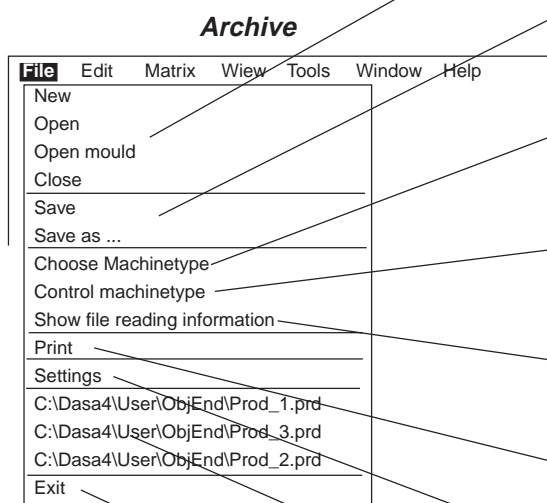 Archive
File Edit Matrix Wiew Tools Window Help
New
Open
Open mould
Close
Save
Save as ...
Choose Machinetype
Control machinetype
Show file reading information
Print
Settings
C:\Dasa4\User\ObjEnd\Prod_1.prd
C:\Dasa4\User\ObjEnd\Prod_3.prd
C:\Dasa4\User\ObjEnd\Prod_2.prd
Exit